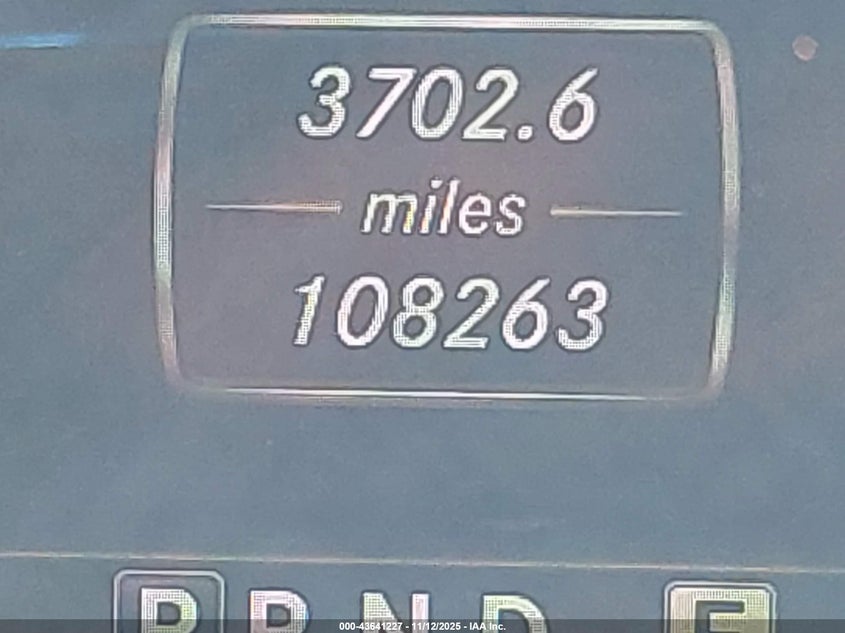 3702.6
miles
108263
P R N D E
000-43641227 - 11/12/2025 - IAA Inc.